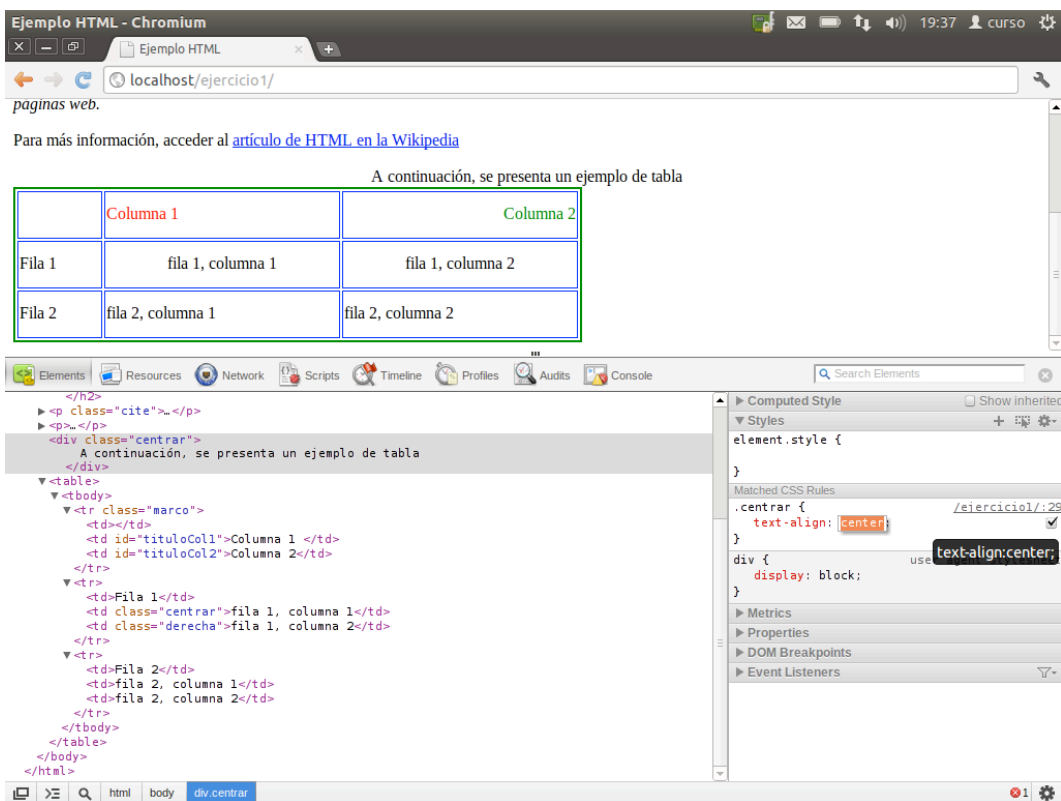 Ejemplo HTML - Chromium 19:37 curso
Ejemplo HTML
localhost/ejercicio1/
páginas web.
Para más información, acceder al artículo de HTML en la Wikipedia
A continuación, se presenta un ejemplo de tabla
Columna 1 Columna 2
Fila 1 fila 1, columna 1 fila 1, columna 2
Fila 2 fila 2, columna 1 fila 2, columna 2
Elements Resources Network Scripts Timeline Profiles Audits Console Search Elements
</h2>
▶<p class="cite">…</p>
▶<p>…</p>
<div class="centrar">
A continuación, se presenta un ejemplo de tabla
</div>
▼<table>
▼<tbody>
▼<tr class="marco">
<td></td>
<td id="tituloCol1">Columna 1 </td>
<td id="tituloCol2">Columna 2</td>
</tr>
▼<tr>
<td>Fila 1</td>
<td class="centrar">fila 1, columna 1</td>
<td class="derecha">fila 1, columna 2</td>
</tr>
▼<tr>
<td>Fila 2</td>
<td>fila 2, columna 1</td>
<td>fila 2, columna 2</td>
</tr>
</tbody>
</table>
</body>
</html>
▶ Computed Style Show inherited
▼ Styles
element.style {
}
Matched CSS Rules
.centrar { /ejercicio1/:29
text-align: center;
}
text-align:center;
div {
display: block;
}
▶ Metrics
▶ Properties
▶ DOM Breakpoints
▶ Event Listeners
html body div.centrar 1